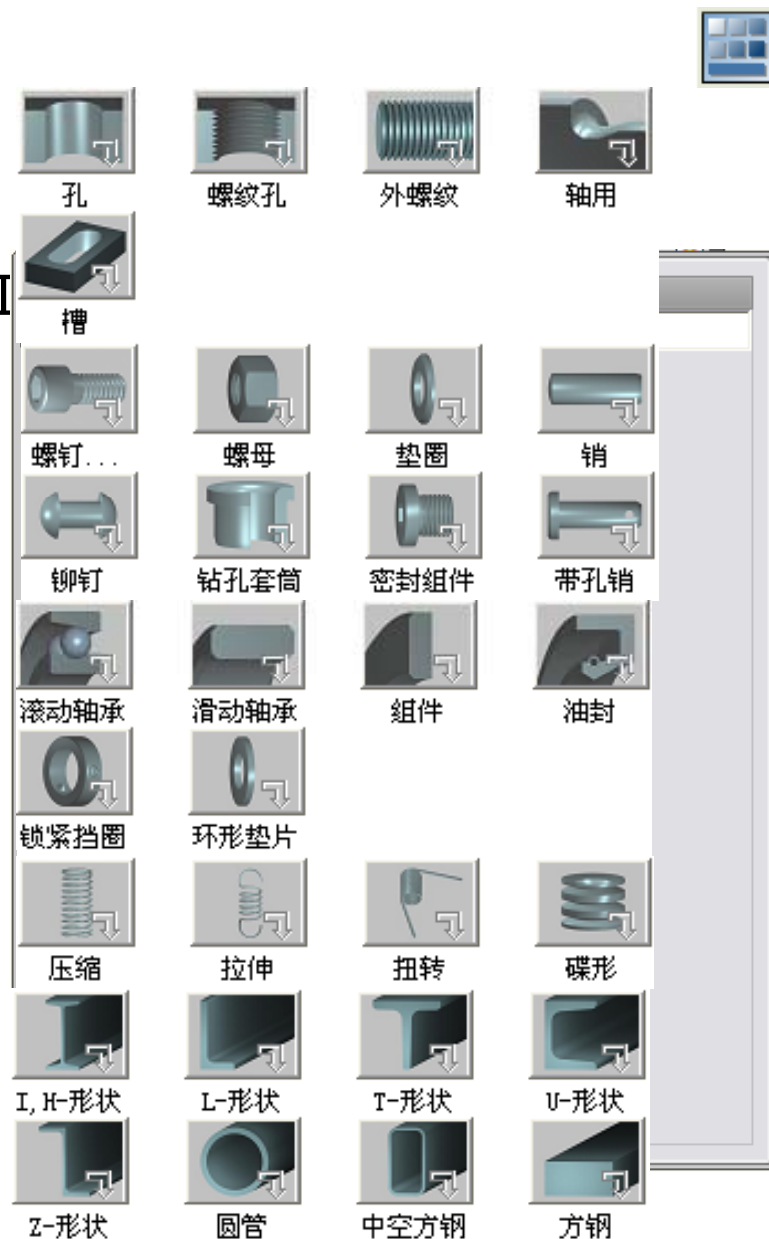 孔 螺纹孔 外螺纹 轴用
槽
螺钉... 螺母 垫圈 销
铆钉 钻孔套筒 密封组件 带孔销
滚动轴承 滑动轴承 组件 油封
锁紧挡圈 环形垫片
压缩 拉伸 扭转 碟形
I,H-形状 L-形状 T-形状 U-形状
Z-形状 圆管 中空方钢 方钢